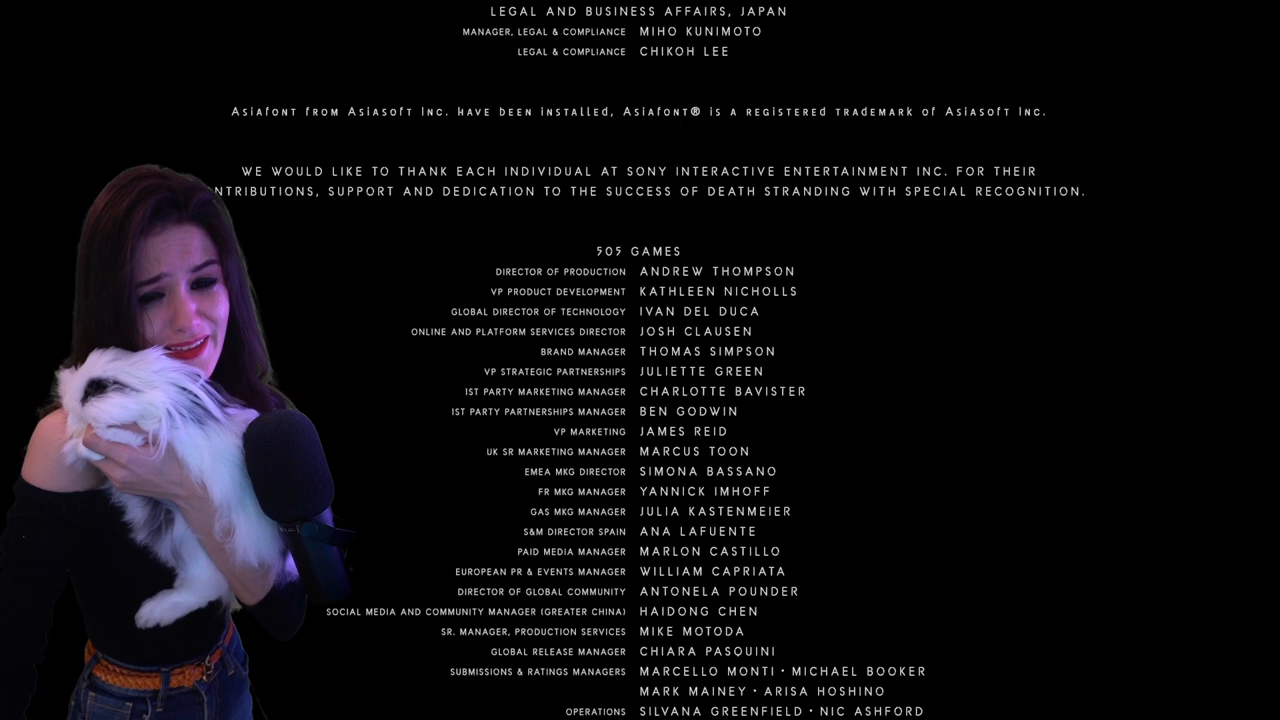 LEGAL AND BUSINESS AFFAIRS, JAPAN
MANAGER, LEGAL & COMPLIANCE MIHO KUNIMOTO
LEGAL & COMPLIANCE CHIKOH LEE
Asiafont from Asiasoft Inc. have been installed, Asiafont® is a registered trademark of Asiasoft Inc.
WE WOULD LIKE TO THANK EACH INDIVIDUAL AT SONY INTERACTIVE ENTERTAINMENT INC. FOR THEIR
NTRIBUTIONS, SUPPORT AND DEDICATION TO THE SUCCESS OF DEATH STRANDING WITH SPECIAL RECOGNITION.
505 GAMES
DIRECTOR OF PRODUCTION ANDREW THOMPSON
VP PRODUCT DEVELOPMENT KATHLEEN NICHOLLS
GLOBAL DIRECTOR OF TECHNOLOGY IVAN DEL DUCA
ONLINE AND PLATFORM SERVICES DIRECTOR JOSH CLAUSEN
BRAND MANAGER THOMAS SIMPSON
VP STRATEGIC PARTNERSHIPS JULIETTE GREEN
1ST PARTY MARKETING MANAGER CHARLOTTE BAVISTER
1ST PARTY PARTNERSHIPS MANAGER BEN GODWIN
VP MARKETING JAMES REID
UK SR MARKETING MANAGER MARCUS TOON
EMEA MKG DIRECTOR SIMONA BASSANO
FR MKG MANAGER YANNICK IMHOFF
GAS MKG MANAGER JULIA KASTENMEIER
S&M DIRECTOR SPAIN ANA LAFUENTE
PAID MEDIA MANAGER MARLON CASTILLO
EUROPEAN PR & EVENTS MANAGER WILLIAM CAPRIATA
DIRECTOR OF GLOBAL COMMUNITY ANTONELA POUNDER
SOCIAL MEDIA AND COMMUNITY MANAGER (GREATER CHINA) HAIDONG CHEN
SR. MANAGER, PRODUCTION SERVICES MIKE MOTODA
GLOBAL RELEASE MANAGER CHIARA PASQUINI
SUBMISSIONS & RATINGS MANAGERS MARCELLO MONTI • MICHAEL BOOKER
MARK MAINEY • ARISA HOSHINO
OPERATIONS SILVANA GREENFIELD • NIC ASHFORD